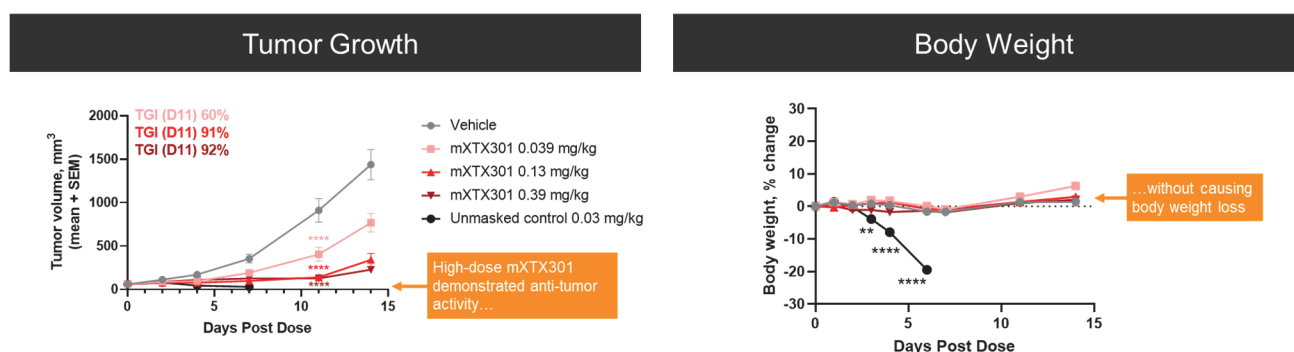 Tumor Growth
TGI (D11) 60%
TGI (D11) 91%
TGI (D11) 92%
Tumor volume, mm³
(mean + SEM)
2000
1500
1000
500
0
0
5
10
15
Days Post Dose
****
****
****
Vehicle
mXTX301 0.039 mg/kg
mXTX301 0.13 mg/kg
mXTX301 0.39 mg/kg
Unmasked control 0.03 mg/kg
High-dose mXTX301
demonstrated anti-tumor
activity…
Body Weight
Body weight, % change
30
20
10
0
-10
-20
-30
0
5
10
15
Days Post Dose
**
****
****
…without causing
body weight loss